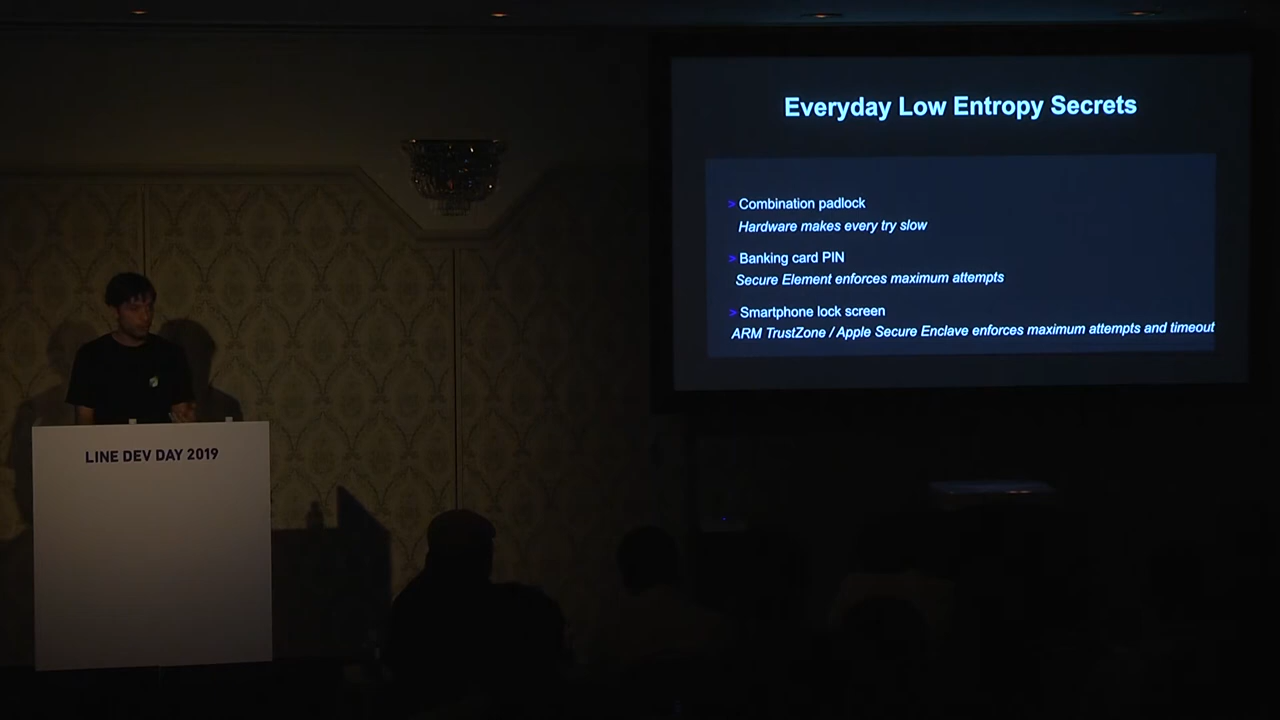 Everyday Low Entropy Secrets
> Combination padlock
Hardware makes every try slow
> Banking card PIN
Secure Element enforces maximum attempts
> Smartphone lock screen
ARM TrustZone / Apple Secure Enclave enforces maximum attempts and timeout
LINE DEV DAY 2019